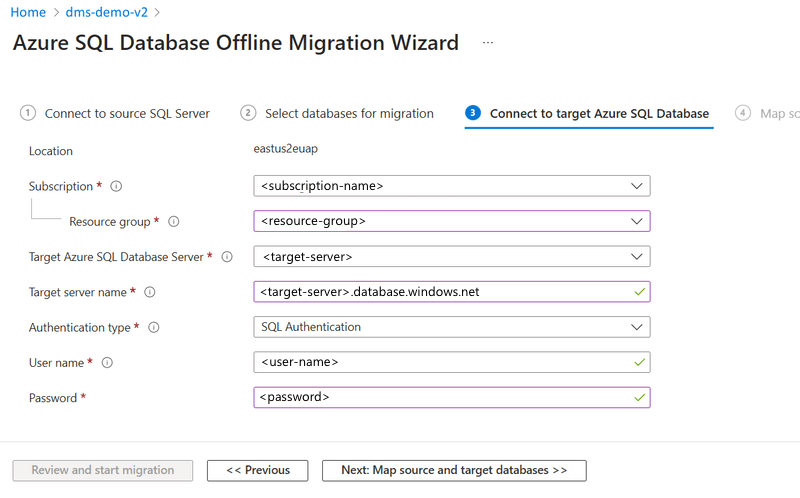 Home > dms-demo-v2 >
Azure SQL Database Offline Migration Wizard ...
1 Connect to source SQL Server 2 Select databases for migration 3 Connect to target Azure SQL Database 4 Map so
Location eastus2euap
Subscription * <subscription-name>
Resource group * <resource-group>
Target Azure SQL Database Server * <target-server>
Target server name * <target-server>.database.windows.net
Authentication type * SQL Authentication
User name * <user-name>
Password * <password>
Review and start migration << Previous Next: Map source and target databases >>